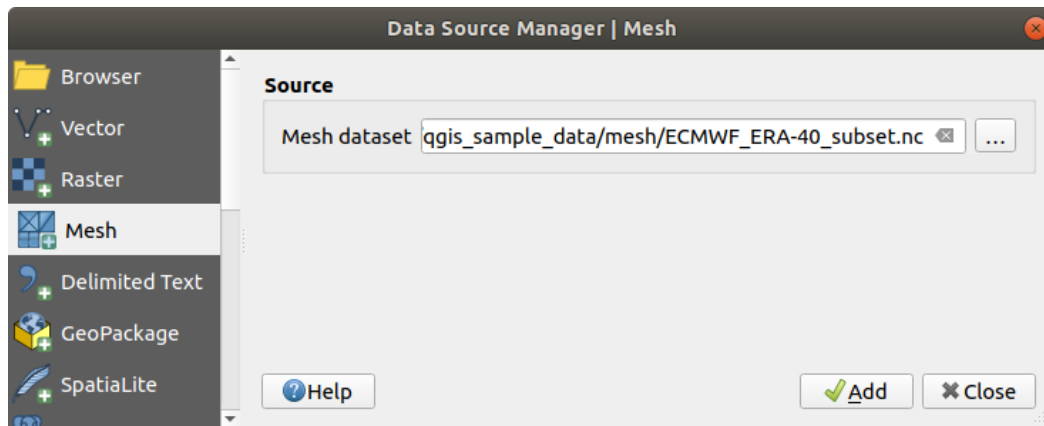 Data Source Manager | Mesh
Browser
Vector
Raster
Mesh
Delimited Text
GeoPackage
SpatiaLite
Source
Mesh dataset qgis_sample_data/mesh/ECMWF_ERA-40_subset.nc ...
Help Add Close